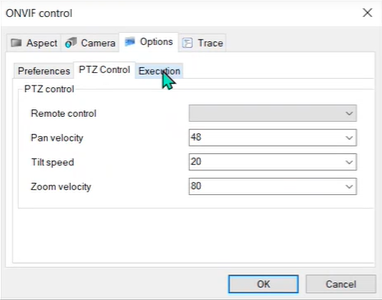 ONVIF control
Aspect Camera Options Trace
Preferences PTZ Control Execution
PTZ control
Remote control
Pan velocity 48
Tilt speed 20
Zoom velocity 80
OK Cancel